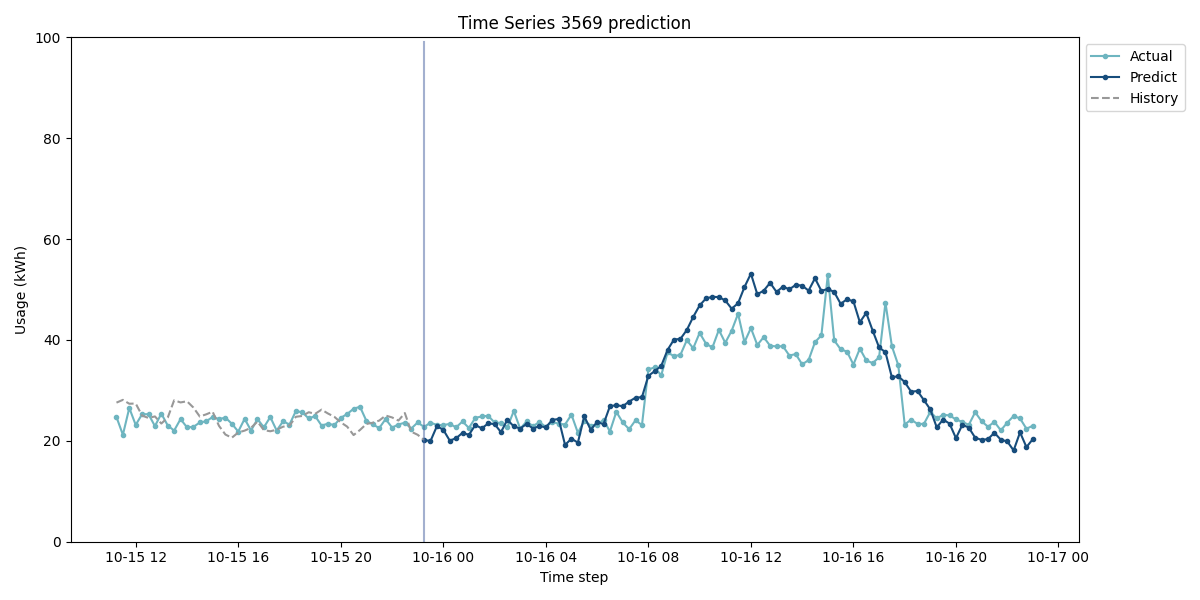 Time Series 3569 prediction
100
80
60
40
20
0
Usage (kWh)
10-15 12
10-15 16
10-15 20
10-16 00
10-16 04
10-16 08
10-16 12
10-16 16
10-16 20
10-17 00
Time step
Actual
Predict
History